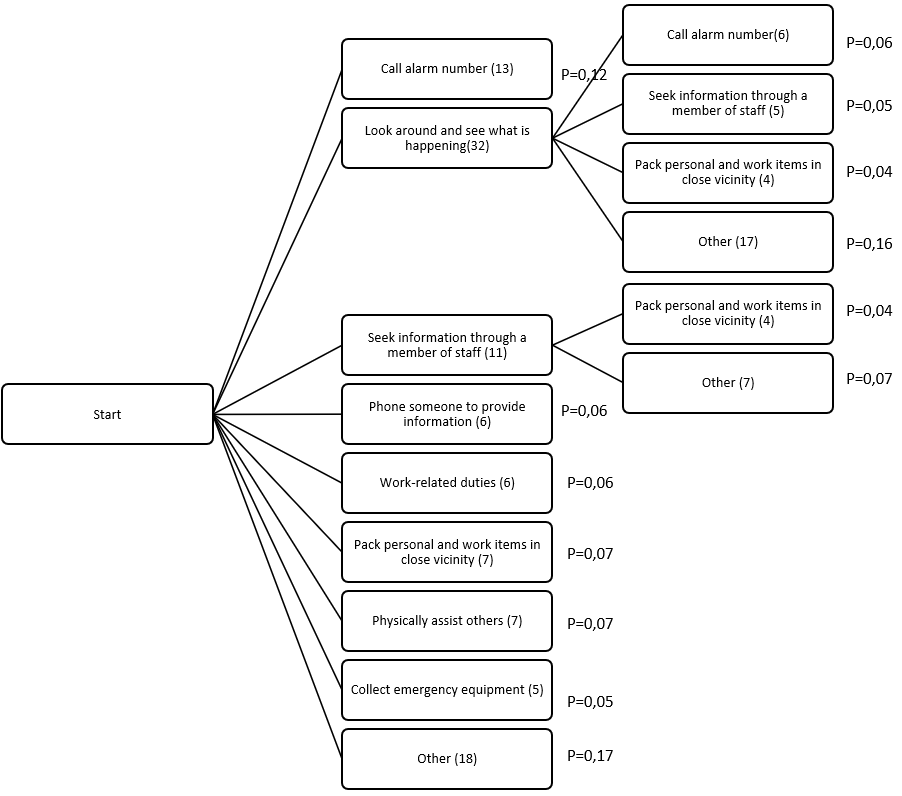 Call alarm number(6)
P=0,06
Call alarm number (13)
P=0,12
Seek information through a
member of staff (5)
P=0,05
Look around and see what is
happening(32)
Pack personal and work items in
close vicinity (4)
P=0,04
Other (17)
P=0,16
Pack personal and work items in
close vicinity (4)
P=0,04
Seek information through a
member of staff (11)
Other (7)
P=0,07
Start
Phone someone to provide
information (6)
P=0,06
Work-related duties (6)
P=0,06
Pack personal and work items in
close vicinity (7)
P=0,07
Physically assist others (7)
P=0,07
Collect emergency equipment (5)
P=0,05
Other (18)
P=0,17